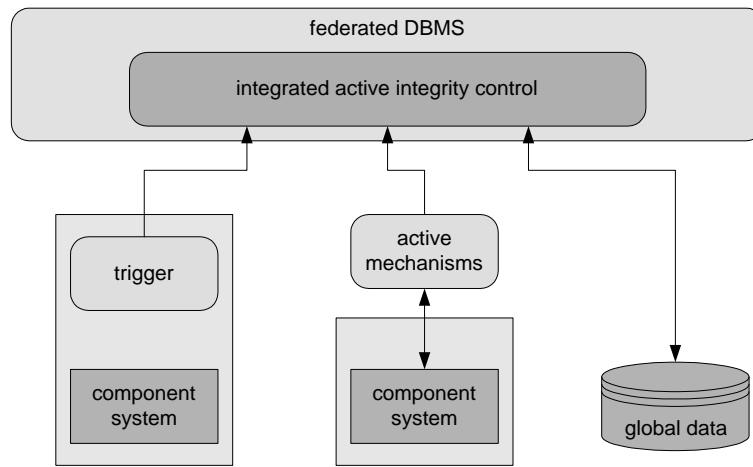 federated DBMS
integrated active integrity control
trigger
active
mechanisms
component
system
component
system
global data